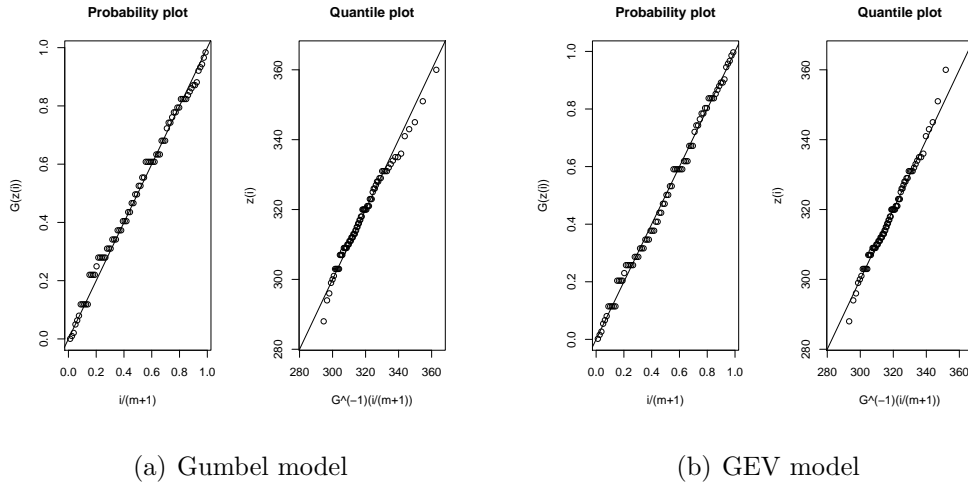 Probability plot
G(z(i))
0.0 0.2 0.4 0.6 0.8 1.0
0.0 0.2 0.4 0.6 0.8 1.0
i/(m+1)
Quantile plot
z(i)
280 300 320 340 360
280 300 320 340 360
G^(-1)(i/(m+1))
(a) Gumbel model
Probability plot
G(z(i))
0.0 0.2 0.4 0.6 0.8 1.0
0.0 0.2 0.4 0.6 0.8 1.0
i/(m+1)
Quantile plot
z(i)
280 300 320 340 360
280 300 320 340 360
G^(-1)(i/(m+1))
(b) GEV model